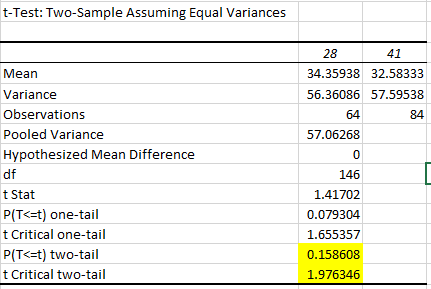 t-Test: Two-Sample Assuming Equal Variances
28 41
Mean 34.35938 32.58333
Variance 56.36086 57.59538
Observations 64 84
Pooled Variance 57.06268
Hypothesized Mean Difference 0
df 146
t Stat 1.41702
P(T<=t) one-tail 0.079304
t Critical one-tail 1.655357
P(T<=t) two-tail 0.158608
t Critical two-tail 1.976346